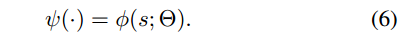 ψ(·) = ϕ(s; Θ). (6)